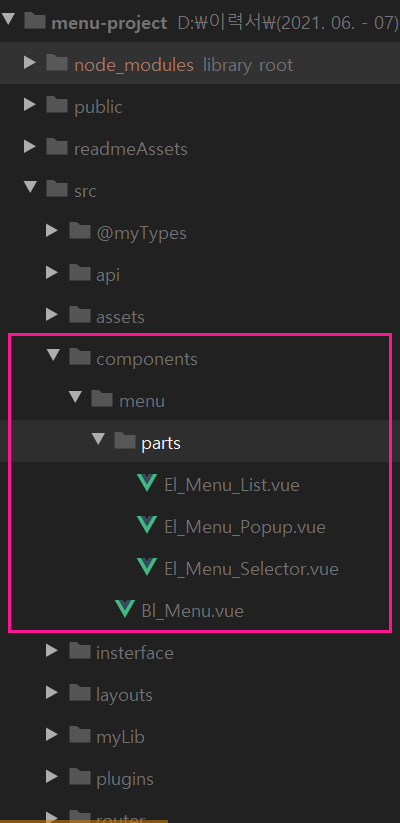 menu-project D:₩이력서₩(2021. 06. - 07)
node_modules library root
public
readmeAssets
src
@myTypes
api
assets
components
menu
parts
El_Menu_List.vue
El_Menu_Popup.vue
El_Menu_Selector.vue
Bl_Menu.vue
insterface
layouts
myLib
plugins
router